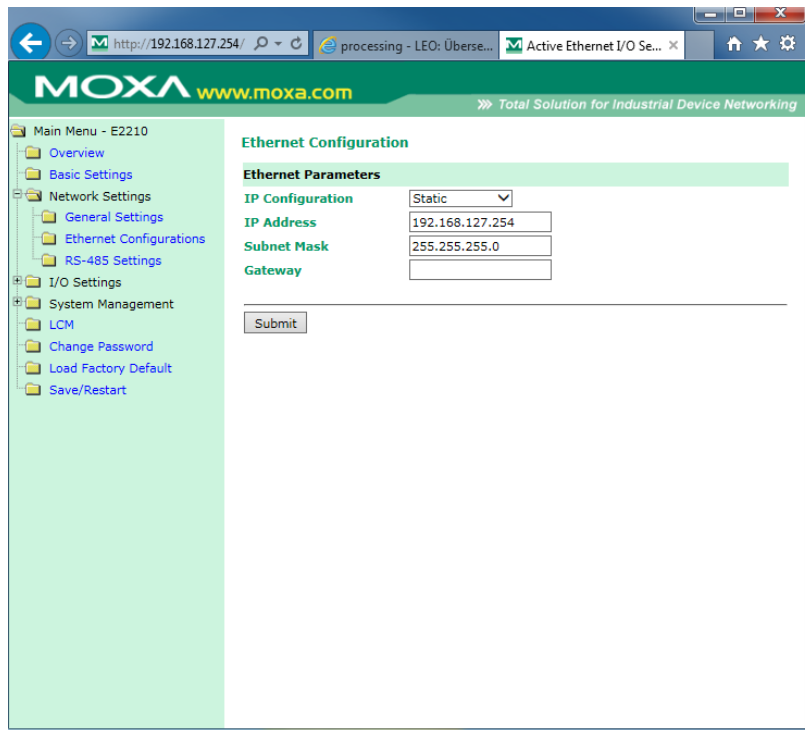 http://192.168.127.254/
processing - LEO: Überse...
Active Ethernet I/O Se...
MOXA www.moxa.com
Total Solution for Industrial Device Networking
Main Menu - E2210
Overview
Basic Settings
Network Settings
General Settings
Ethernet Configurations
RS-485 Settings
I/O Settings
System Management
LCM
Change Password
Load Factory Default
Save/Restart
Ethernet Configuration
Ethernet Parameters
IP Configuration Static
IP Address 192.168.127.254
Subnet Mask 255.255.255.0
Gateway
Submit